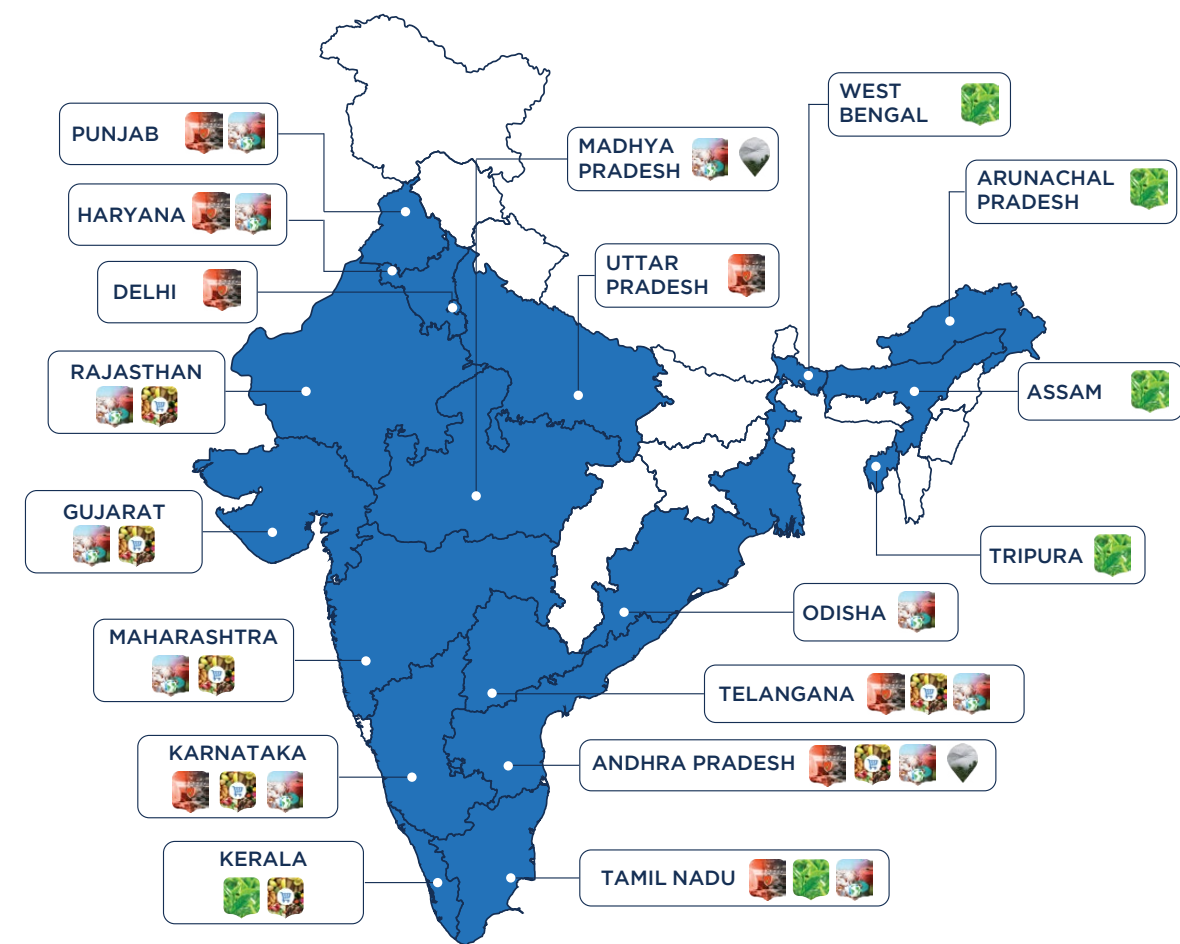 PUNJAB
HARYANA
DELHI
RAJASTHAN
GUJARAT
MAHARASHTRA
KARNATAKA
KERALA
MADHYA
PRADESH
UTTAR
PRADESH
WEST
BENGAL
ARUNACHAL
PRADESH
ASSAM
TRIPURA
ODISHA
TELANGANA
ANDHRA PRADESH
TAMIL NADU